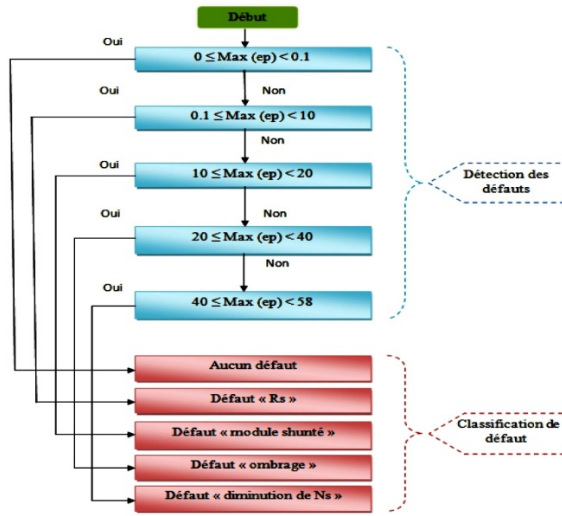 Début
Oui
0 ≤ Max (ep) < 0.1
Oui
Non
0.1 ≤ Max (ep) < 10
Non
Oui
10 ≤ Max (ep) < 20
Détection des
défauts
Oui
Non
20 ≤ Max (ep) < 40
Non
Oui
40 ≤ Max (ep) < 58
Aucun défaut
Défaut « Rs »
Défaut « module shunté »
Classification de
défaut
Défaut « ombrage »
Défaut « diminution de Ns »